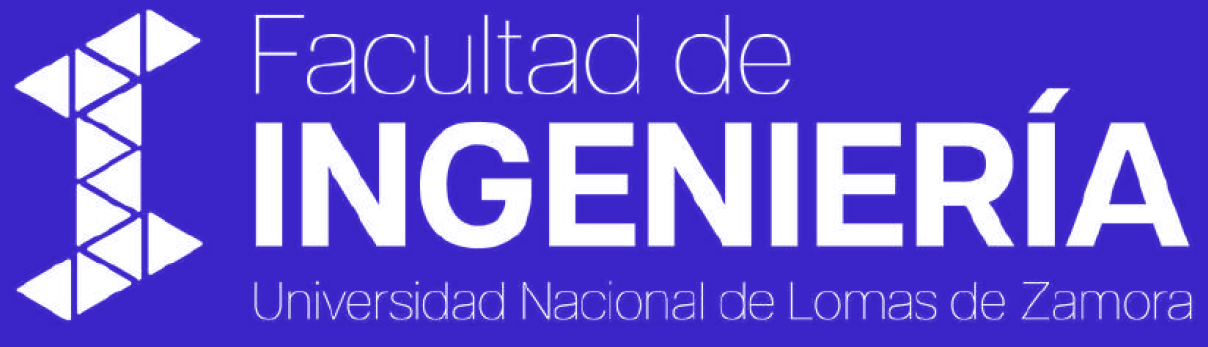 Facultad de
INGENIERÍA
Universidad Nacional de Lomas de Zamora